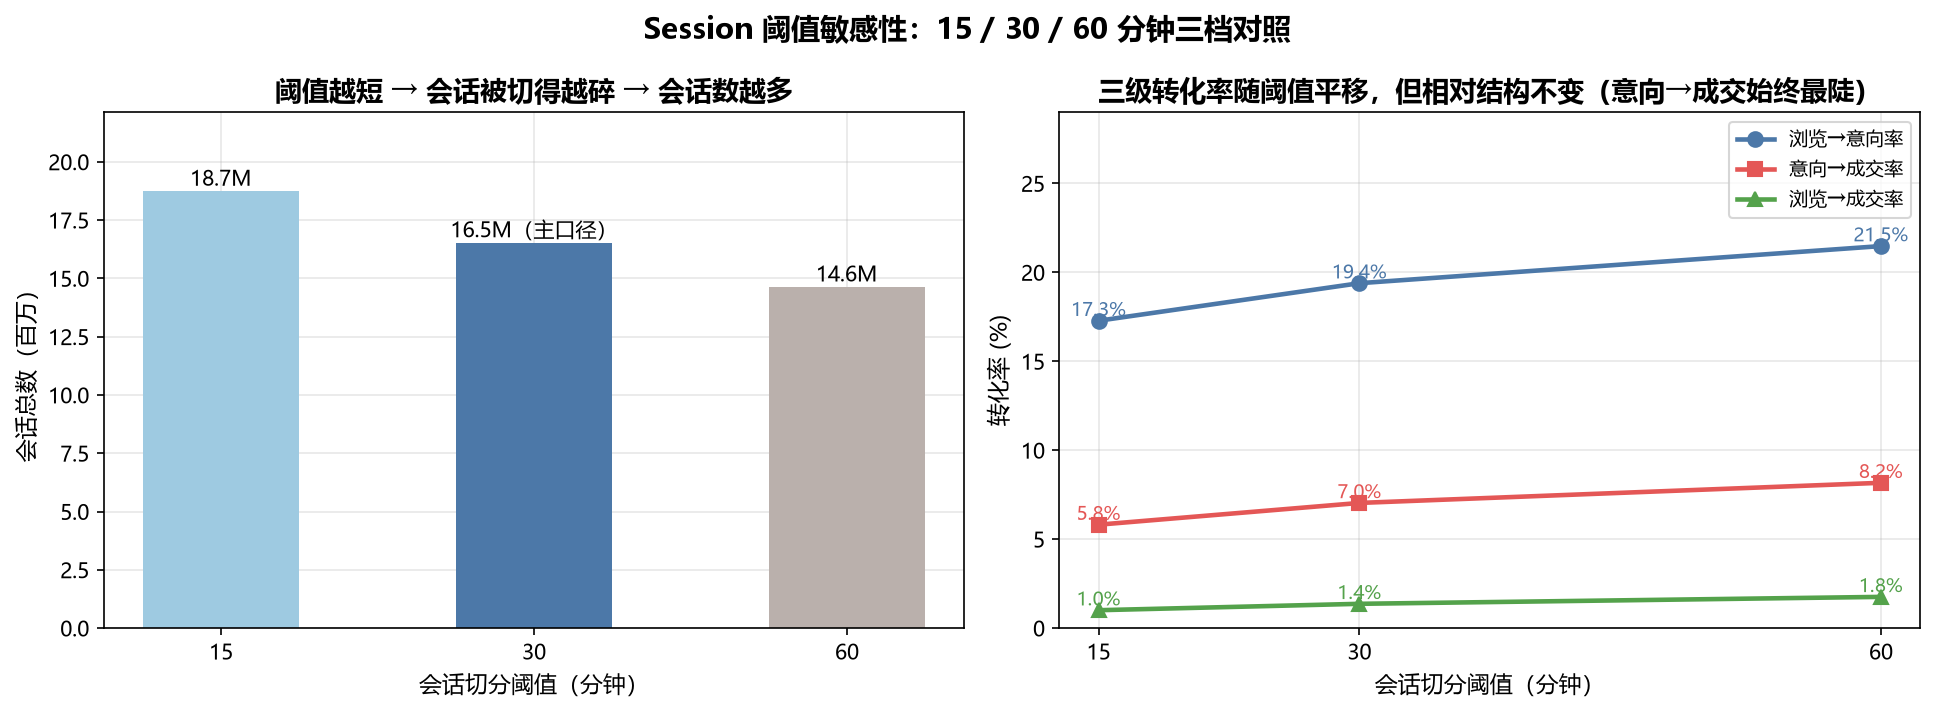 Session 阈值敏感性：15 / 30 / 60 分钟三档对照
阈值越短 → 会话被切得越碎 → 会话数越多
会话总数（百万）
20.0
17.5
15.0
12.5
10.0
7.5
5.0
2.5
0.0
18.7M
16.5M（主口径）
14.6M
15
30
60
会话切分阈值（分钟）
三级转化率随阈值平移，但相对结构不变（意向→成交始终最陡）
转化率 (%)
25
20
15
10
5
0
浏览→意向率
意向→成交率
浏览→成交率
17.3%
19.4%
21.5%
5.8%
7.0%
8.2%
1.0%
1.4%
1.8%
15
30
60
会话切分阈值（分钟）